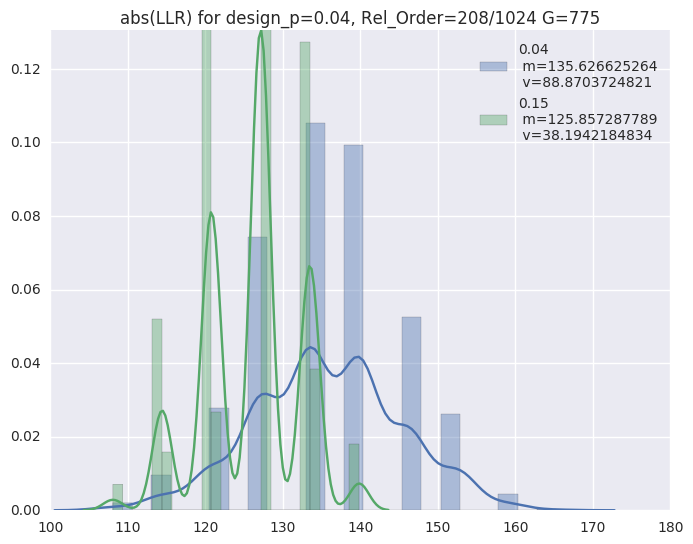 abs(LLR) for design_p=0.04, Rel_Order=208/1024 G=775
0.04
m=135.626625264
v=88.8703724821
0.15
m=125.857287789
v=38.1942184834
0.12
0.10
0.08
0.06
0.04
0.02
0.00
100 110 120 130 140 150 160 170 180